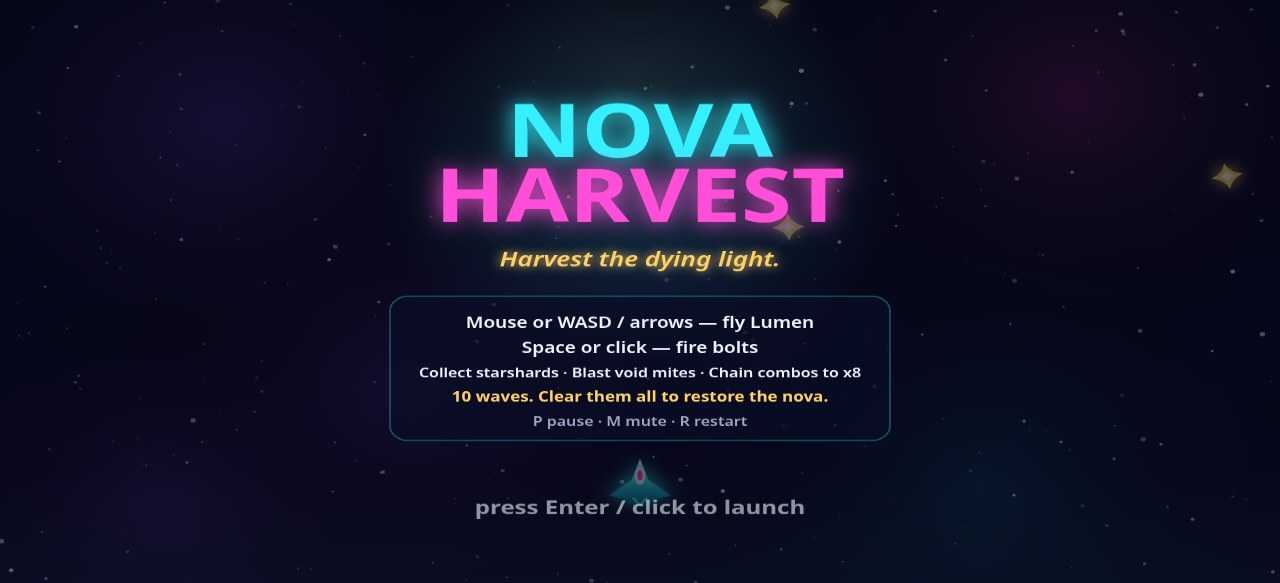 NOVA
HARVEST
Harvest the dying light.
Mouse or WASD / arrows — fly Lumen
Space or click — fire bolts
Collect starshards · Blast void mites · Chain combos to x8
10 waves. Clear them all to restore the nova.
P pause · M mute · R restart
press Enter / click to launch